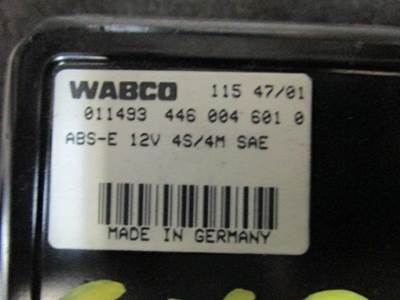 WABCO 115 47/01
011493 446 004 601 0
ABS-E 12V 4S/4M SAE
MADE IN GERMANY